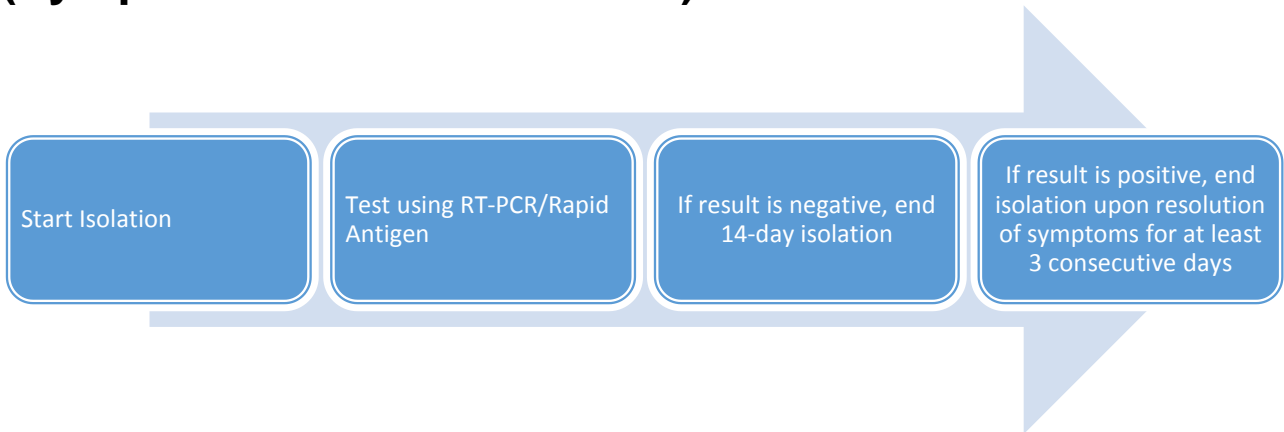 Start Isolation
Test using RT-PCR/Rapid
Antigen
If result is negative, end
14-day isolation
If result is positive, end
isolation upon resolution
of symptoms for at least
3 consecutive days